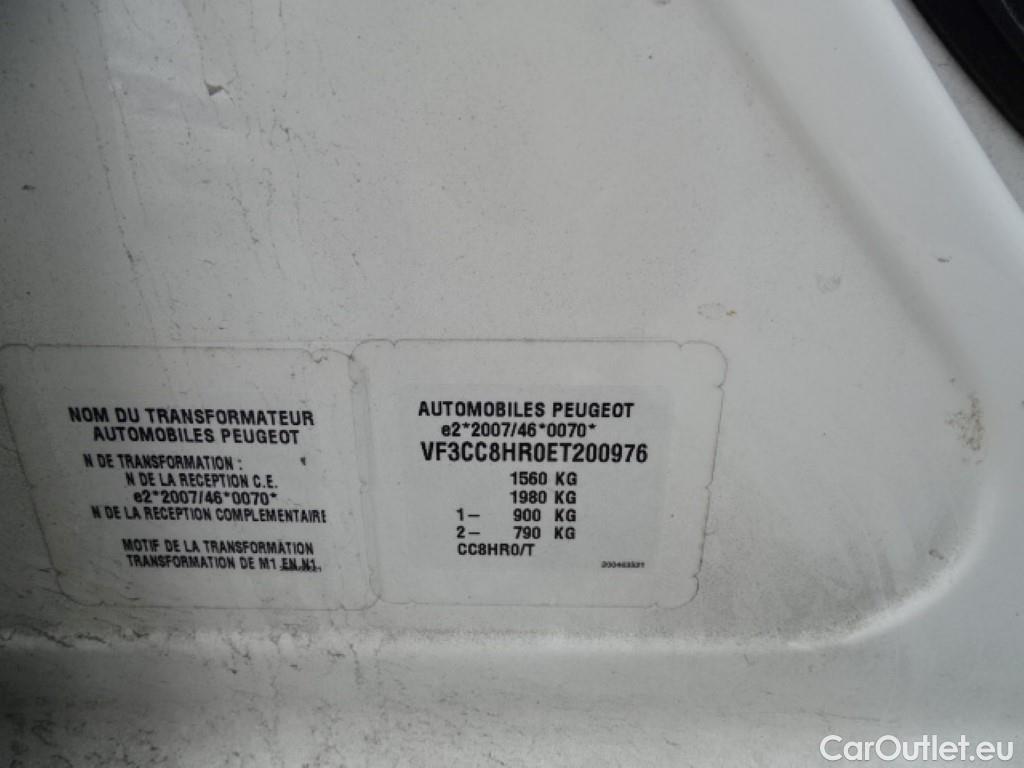 NOM DU TRANSFORMATEUR
AUTOMOBILES PEUGEOT
N DE TRANSFORMATION :
N DE LA RECEPTION C.E.
e2*2007/46*0070*
N DE LA RECEPTION COMPLEMENTAIRE
MOTIF DE LA TRANSFORMATION
TRANSFORMATION DE M1 EN N1
AUTOMOBILES PEUGEOT
e2*2007/46*0070*
VF3CC8HR0ET200976
1560 KG
1980 KG
1- 900 KG
2- 790 KG
CC8HR0/T
CarOutlet.eu